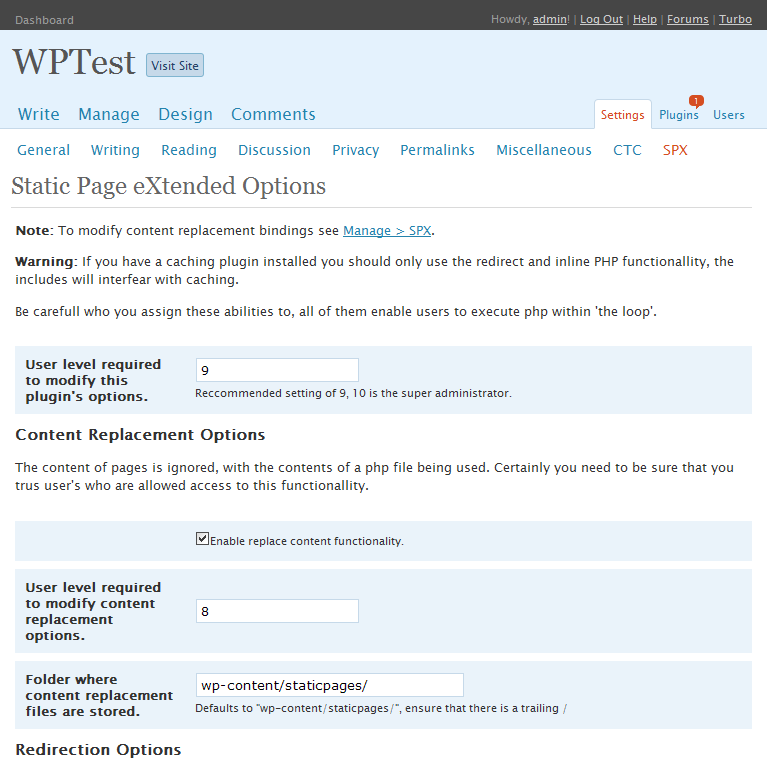 Dashboard
Howdy, admin! | Log Out | Help | Forums | Turbo
WPTest Visit Site
Write Manage Design Comments
Settings Plugins 1 Users
General Writing Reading Discussion Privacy Permalinks Miscellaneous CTC SPX
Static Page eXtended Options
Note: To modify content replacement bindings see Manage > SPX.
Warning: If you have a caching plugin installed you should only use the redirect and inline PHP functionallity, the
includes will interfear with caching.
Be carefull who you assign these abilities to, all of them enable users to execute php within 'the loop'.
User level required
to modify this
plugin's options.
9
Reccommended setting of 9, 10 is the super administrator.
Content Replacement Options
The content of pages is ignored, with the contents of a php file being used. Certainly you need to be sure that you
trus user's who are allowed access to this functionallity.
Enable replace content functionality.
User level required
to modify content
replacement
options.
8
Folder where
content replacement
files are stored.
wp-content/staticpages/
Defaults to "wp-content/staticpages/", ensure that there is a trailing /
Redirection Options